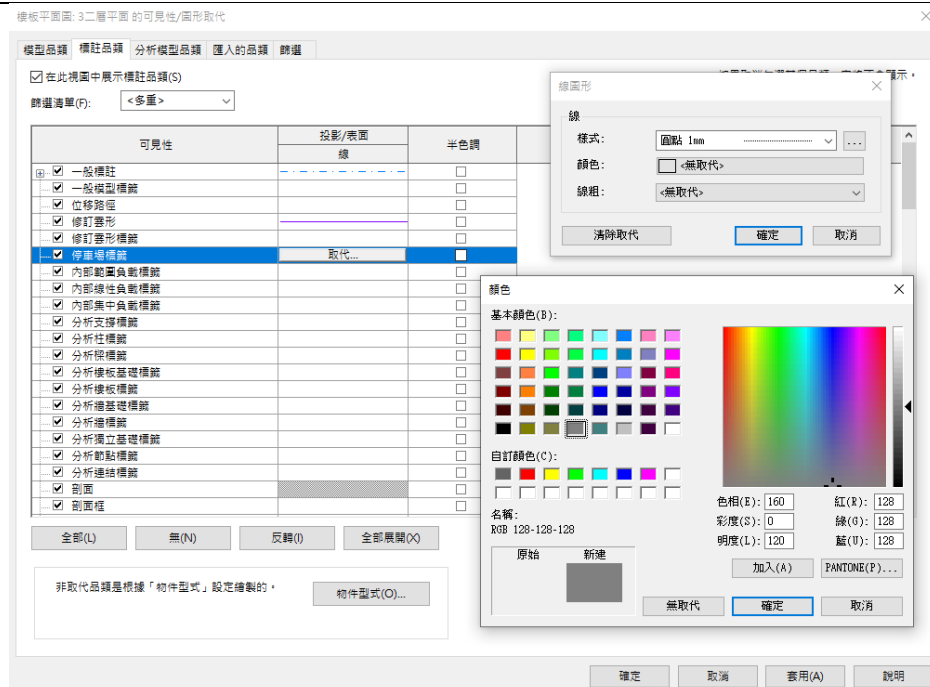 樓板平面圖: 3二層平面 的可見性/圖形取代
模型品類 標註品類 分析模型品類 匯入的品類 篩選
在此視圖中展示標註品類(S)
篩選清單(F): <多重>
可見性 投影/表面 半色調
線
一般標註
一般模型標籤
位移路徑
修訂雲形
修訂雲形標籤
停車場標籤 取代...
內部範圍負載標籤
內部線性負載標籤
內部集中負載標籤
分析支撐標籤
分析柱標籤
分析樑標籤
分析樓板基礎標籤
分析樓板標籤
分析牆基礎標籤
分析牆標籤
分析獨立基礎標籤
分析節點標籤
分析連結標籤
剖面
剖面框
全部(L) 無(N) 反轉(I) 全部展開(X)
非取代品類是根據「物件型式」設定繪製的。
物件型式(O)...
確定 取消 套用(A) 說明
線圖形
線
樣式: 圓點 1mm ...
顏色: <無取代>
線粗: <無取代>
清除取代 確定 取消
顏色
基本顏色(B):
自訂顏色(C):
名稱:
RGB 128-128-128
原始 新建
色相(E): 160 紅(R): 128
彩度(S): 0 綠(G): 128
明度(L): 120 藍(U): 128
加入(A) PANTONE(P)...
無取代 確定 取消